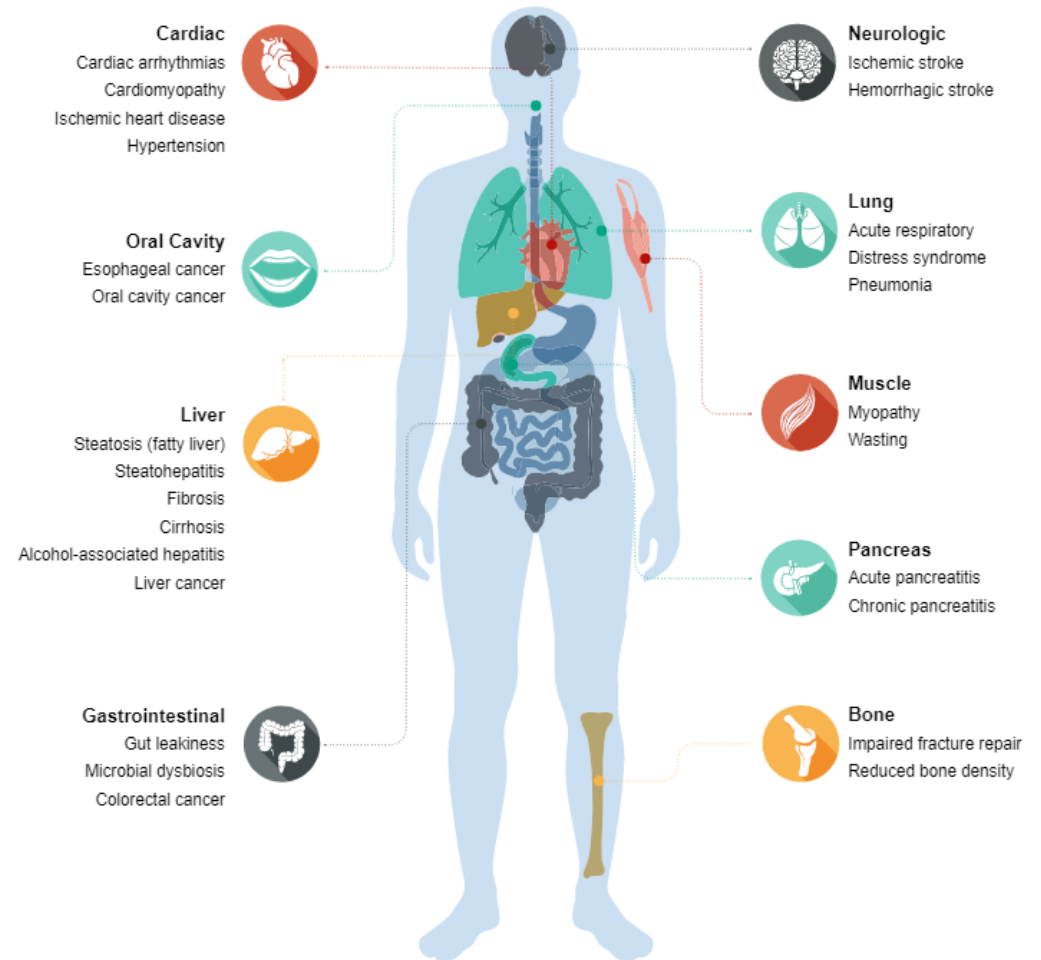 Cardiac
Cardiac arrhythmias
Cardiomyopathy
Ischemic heart disease
Hypertension
Oral Cavity
Esophageal cancer
Oral cavity cancer
Liver
Steatosis (fatty liver)
Steatohepatitis
Fibrosis
Cirrhosis
Alcohol-associated hepatitis
Liver cancer
Gastrointestinal
Gut leakiness
Microbial dysbiosis
Colorectal cancer
Neurologic
Ischemic stroke
Hemorrhagic stroke
Lung
Acute respiratory
Distress syndrome
Pneumonia
Muscle
Myopathy
Wasting
Pancreas
Acute pancreatitis
Chronic pancreatitis
Bone
Impaired fracture repair
Reduced bone density